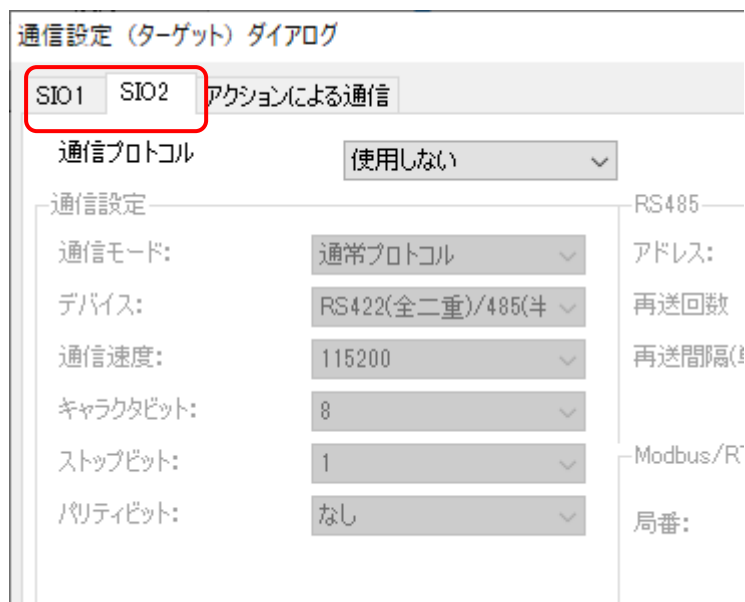 通信設定（ターゲット）ダイアログ
SIO1 SIO2 アクションによる通信
通信プロトコル 使用しない
通信設定
通信モード: 通常プロトコル
デバイス: RS422(全二重)/485(半
通信速度: 115200
キャラクタビット: 8
ストップビット: 1
パリティビット: なし
RS485
アドレス:
再送回数
再送間隔(
Modbus/R
局番: